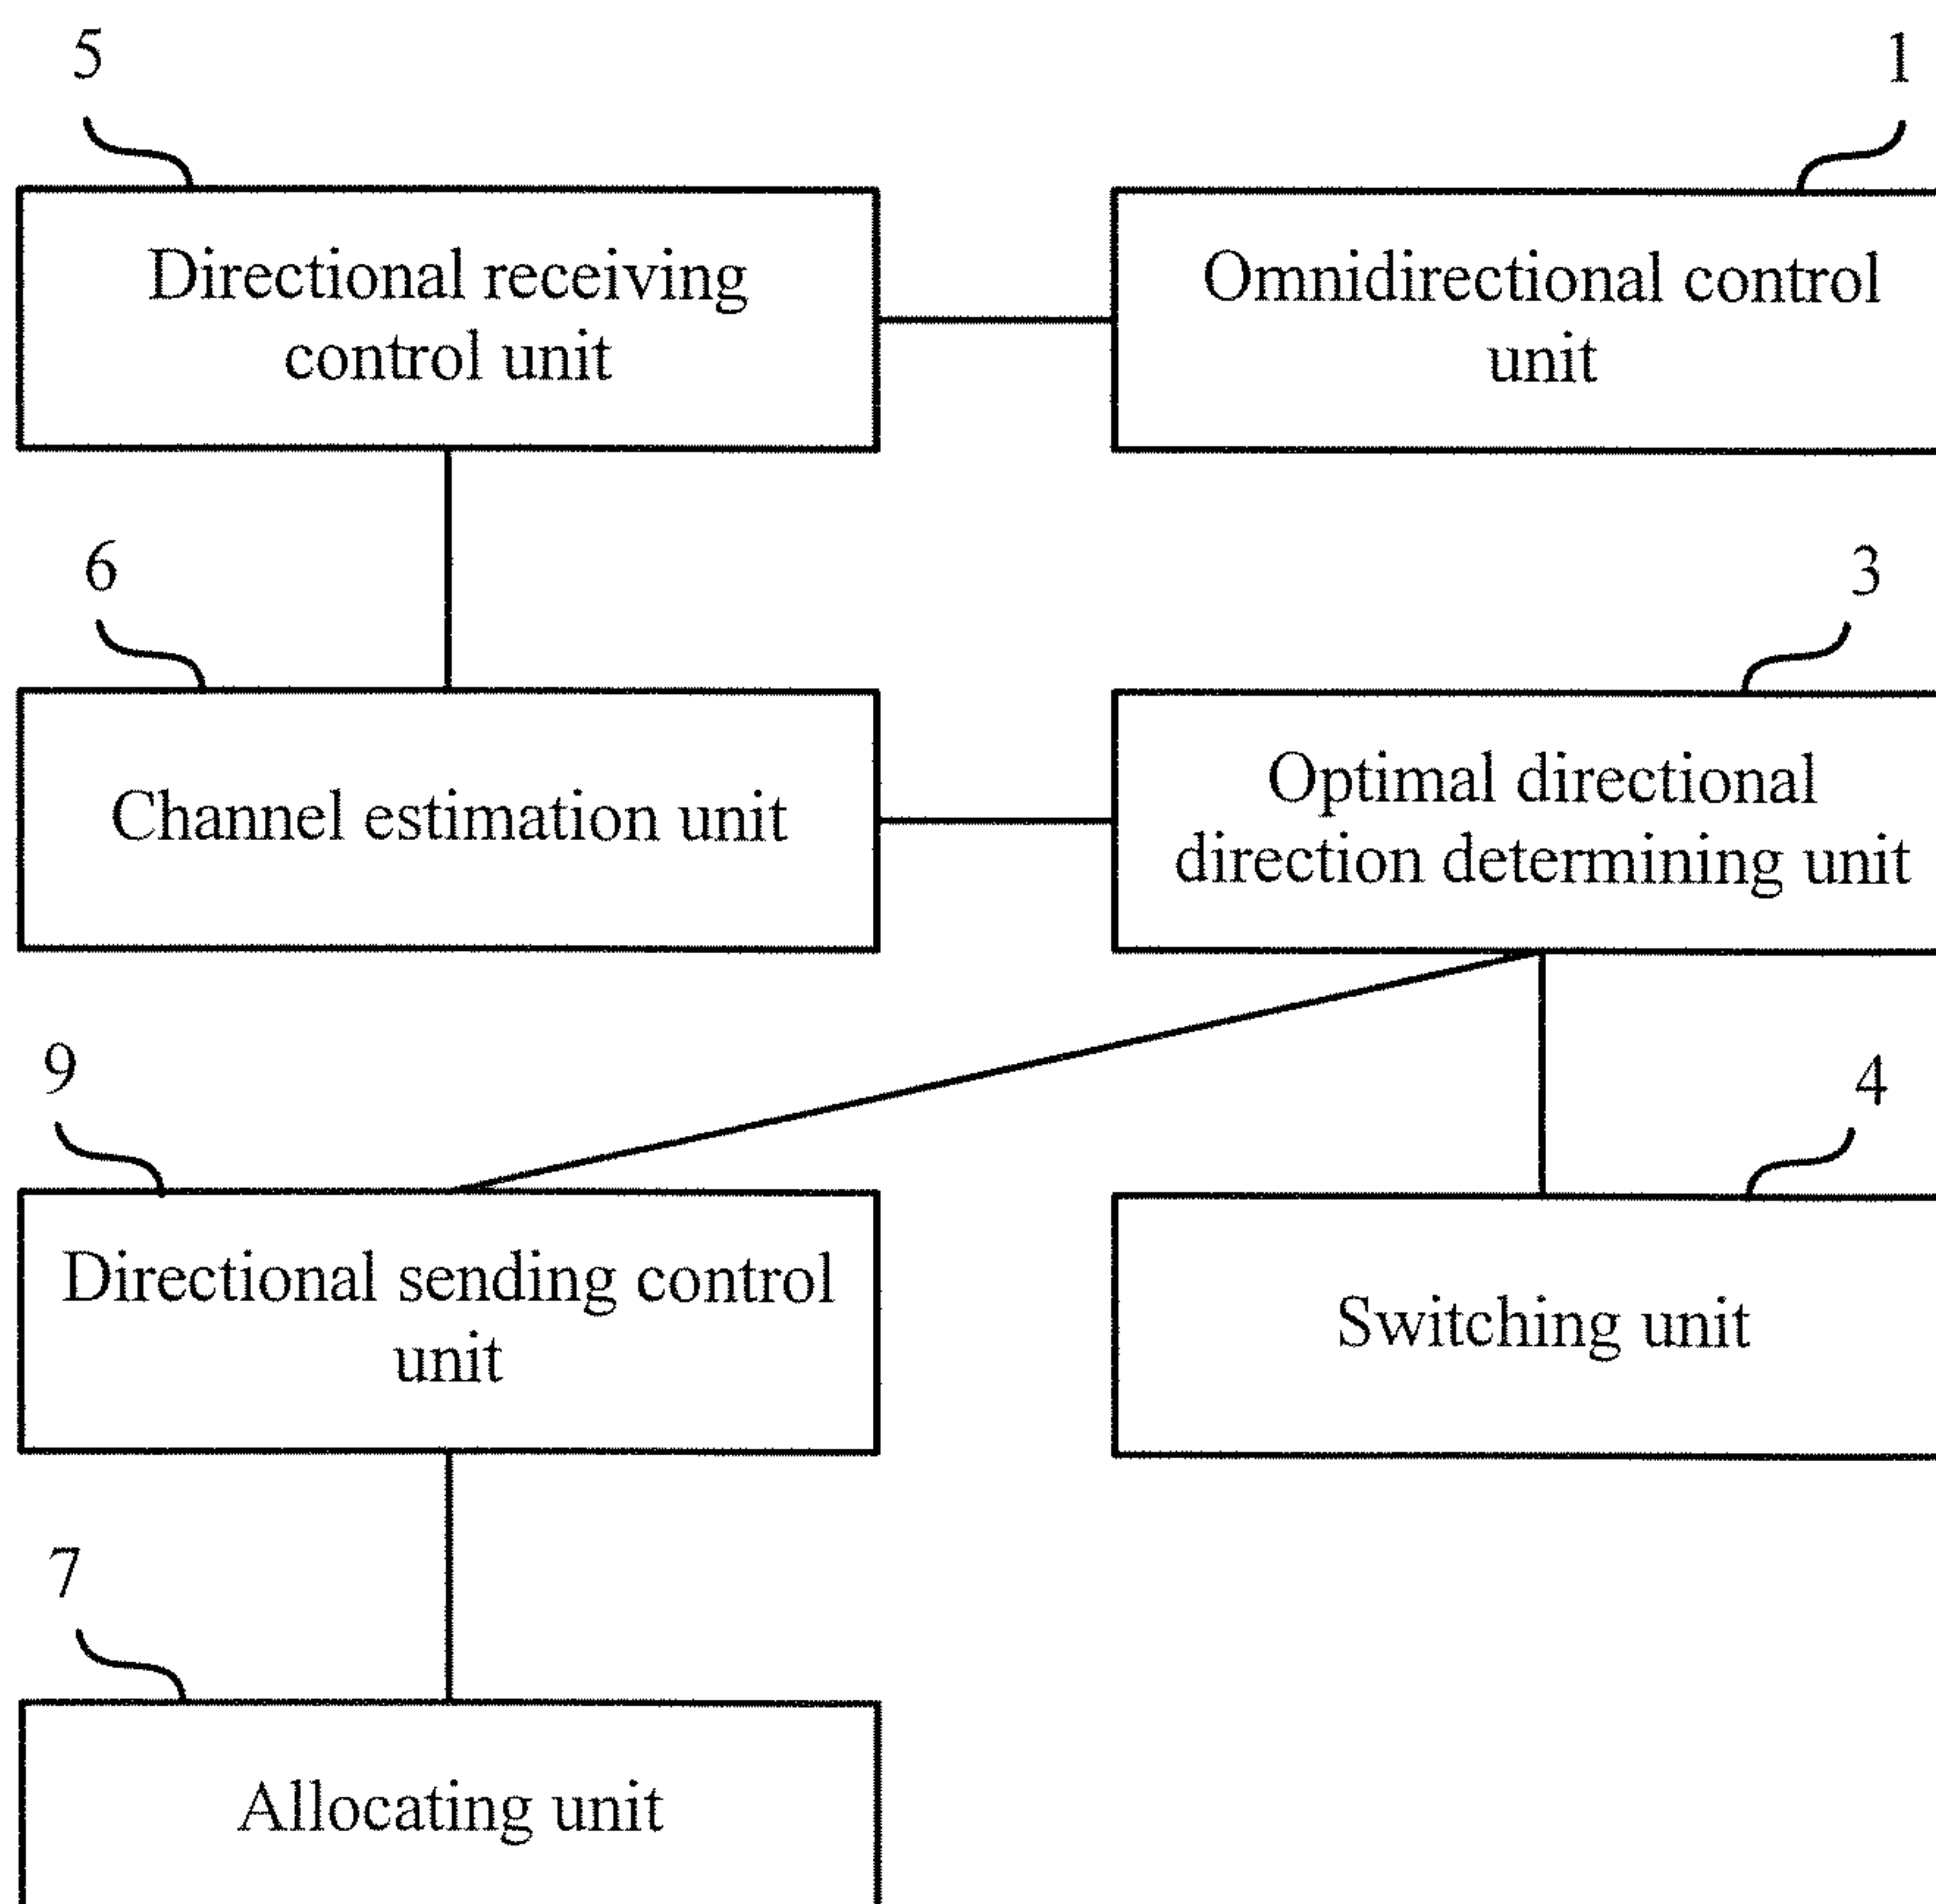 5
1
Directional receiving
control unit
Omnidirectional control
unit
6
3
Channel estimation unit
Optimal directional
direction determining unit
9
4
Directional sending control
unit
Switching unit
7
Allocating unit